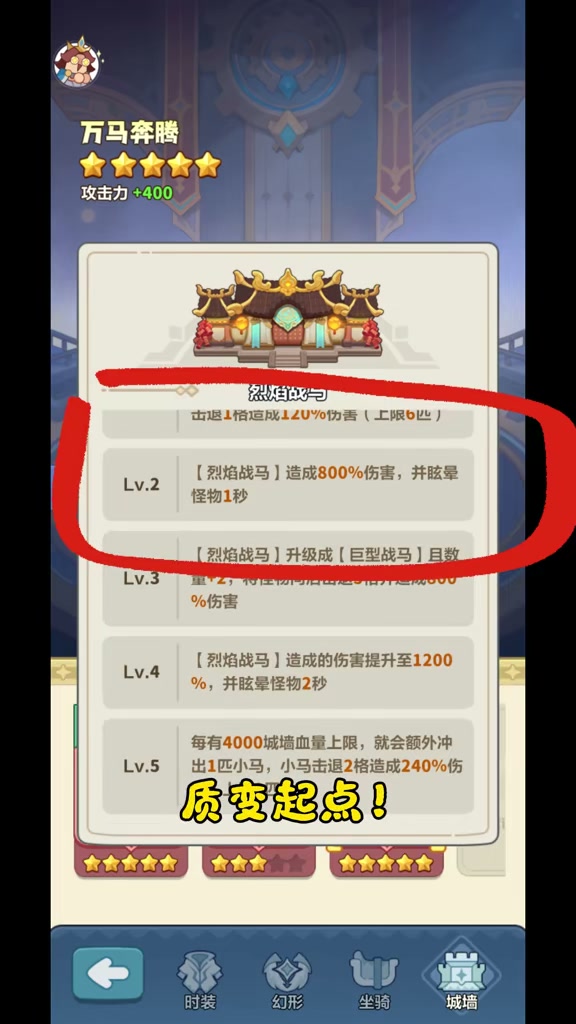 万马奔腾
攻击力 +400
烈焰战马
击退1格造成120%伤害（上限6匹）
Lv.2
【烈焰战马】造成800%伤害，并眩晕
怪物1秒
Lv.3
【烈焰战马】升级成【巨型战马】且数
%伤害
Lv.4
【烈焰战马】造成的伤害提升至1200
%，并眩晕怪物2秒
Lv.5
每有4000城墙血量上限，就会额外冲
出1匹小马，小马击退2格造成240%伤
质变起点！
时装
幻形
坐骑
城墙